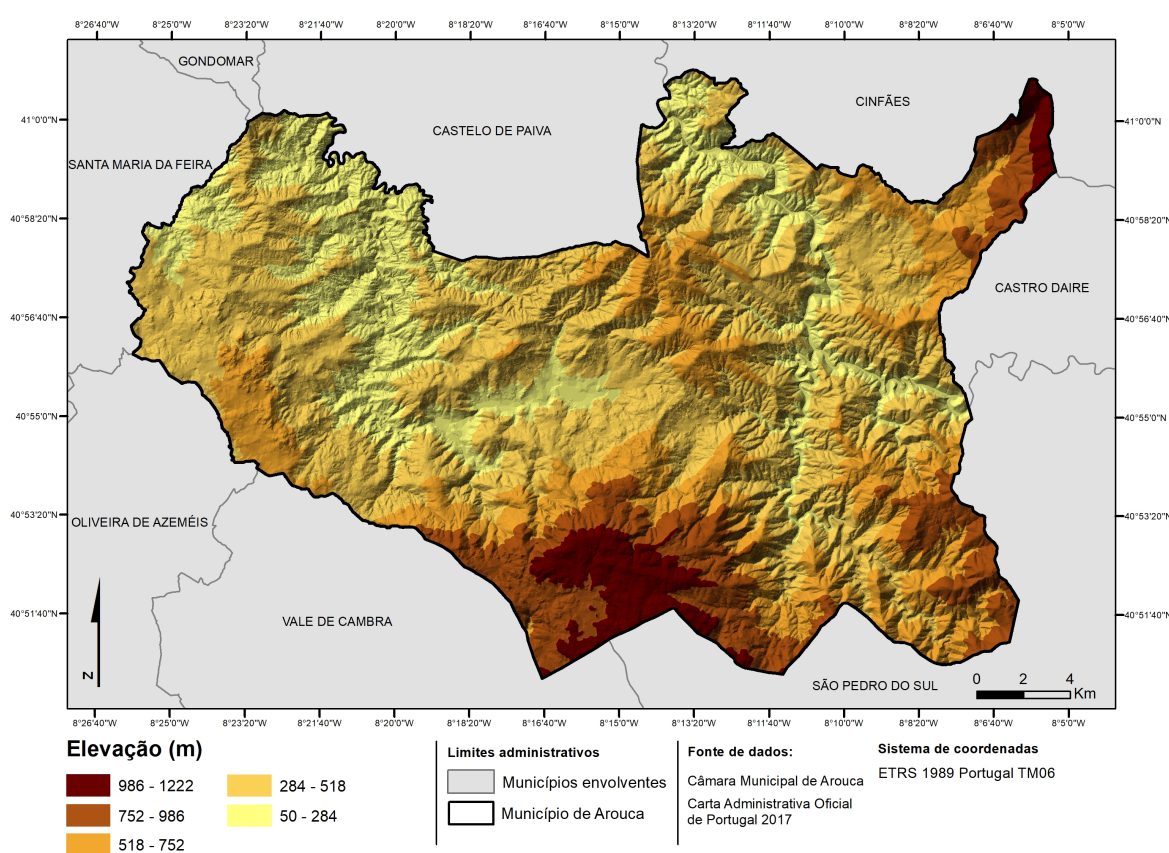 8°26'40"W 8°25'0"W 8°23'20"W 8°21'40"W 8°20'0"W 8°18'20"W 8°16'40"W 8°15'0"W 8°13'20"W 8°11'40"W 8°10'0"W 8°8'20"W 8°6'40"W 8°5'0"W
GONDOMAR
CINFÃES
41°0'0"N
CASTELO DE PAIVA
41°0'0"N
SANTA MARIA DA FEIRA
40°58'20"N
40°58'20"N
CASTRO DAIRE
40°56'40"N
40°56'40"N
40°55'0"N
40°55'0"N
40°53'20"N
40°53'20"N
OLIVEIRA DE AZEMÉIS
40°51'40"N
40°51'40"N
VALE DE CAMBRA
N
SÃO PEDRO DO SUL
0 2 4
Km
8°26'40"W 8°25'0"W 8°23'20"W 8°21'40"W 8°20'0"W 8°18'20"W 8°16'40"W 8°15'0"W 8°13'20"W 8°11'40"W 8°10'0"W 8°8'20"W 8°6'40"W 8°5'0"W
Elevação (m)
986 - 1222
752 - 986
518 - 752
284 - 518
50 - 284
Limites administrativos
Municípios envolventes
Município de Arouca
Fonte de dados:
Câmara Municipal de Arouca
Carta Administrativa Oficial
de Portugal 2017
Sistema de coordenadas
ETRS 1989 Portugal TM06